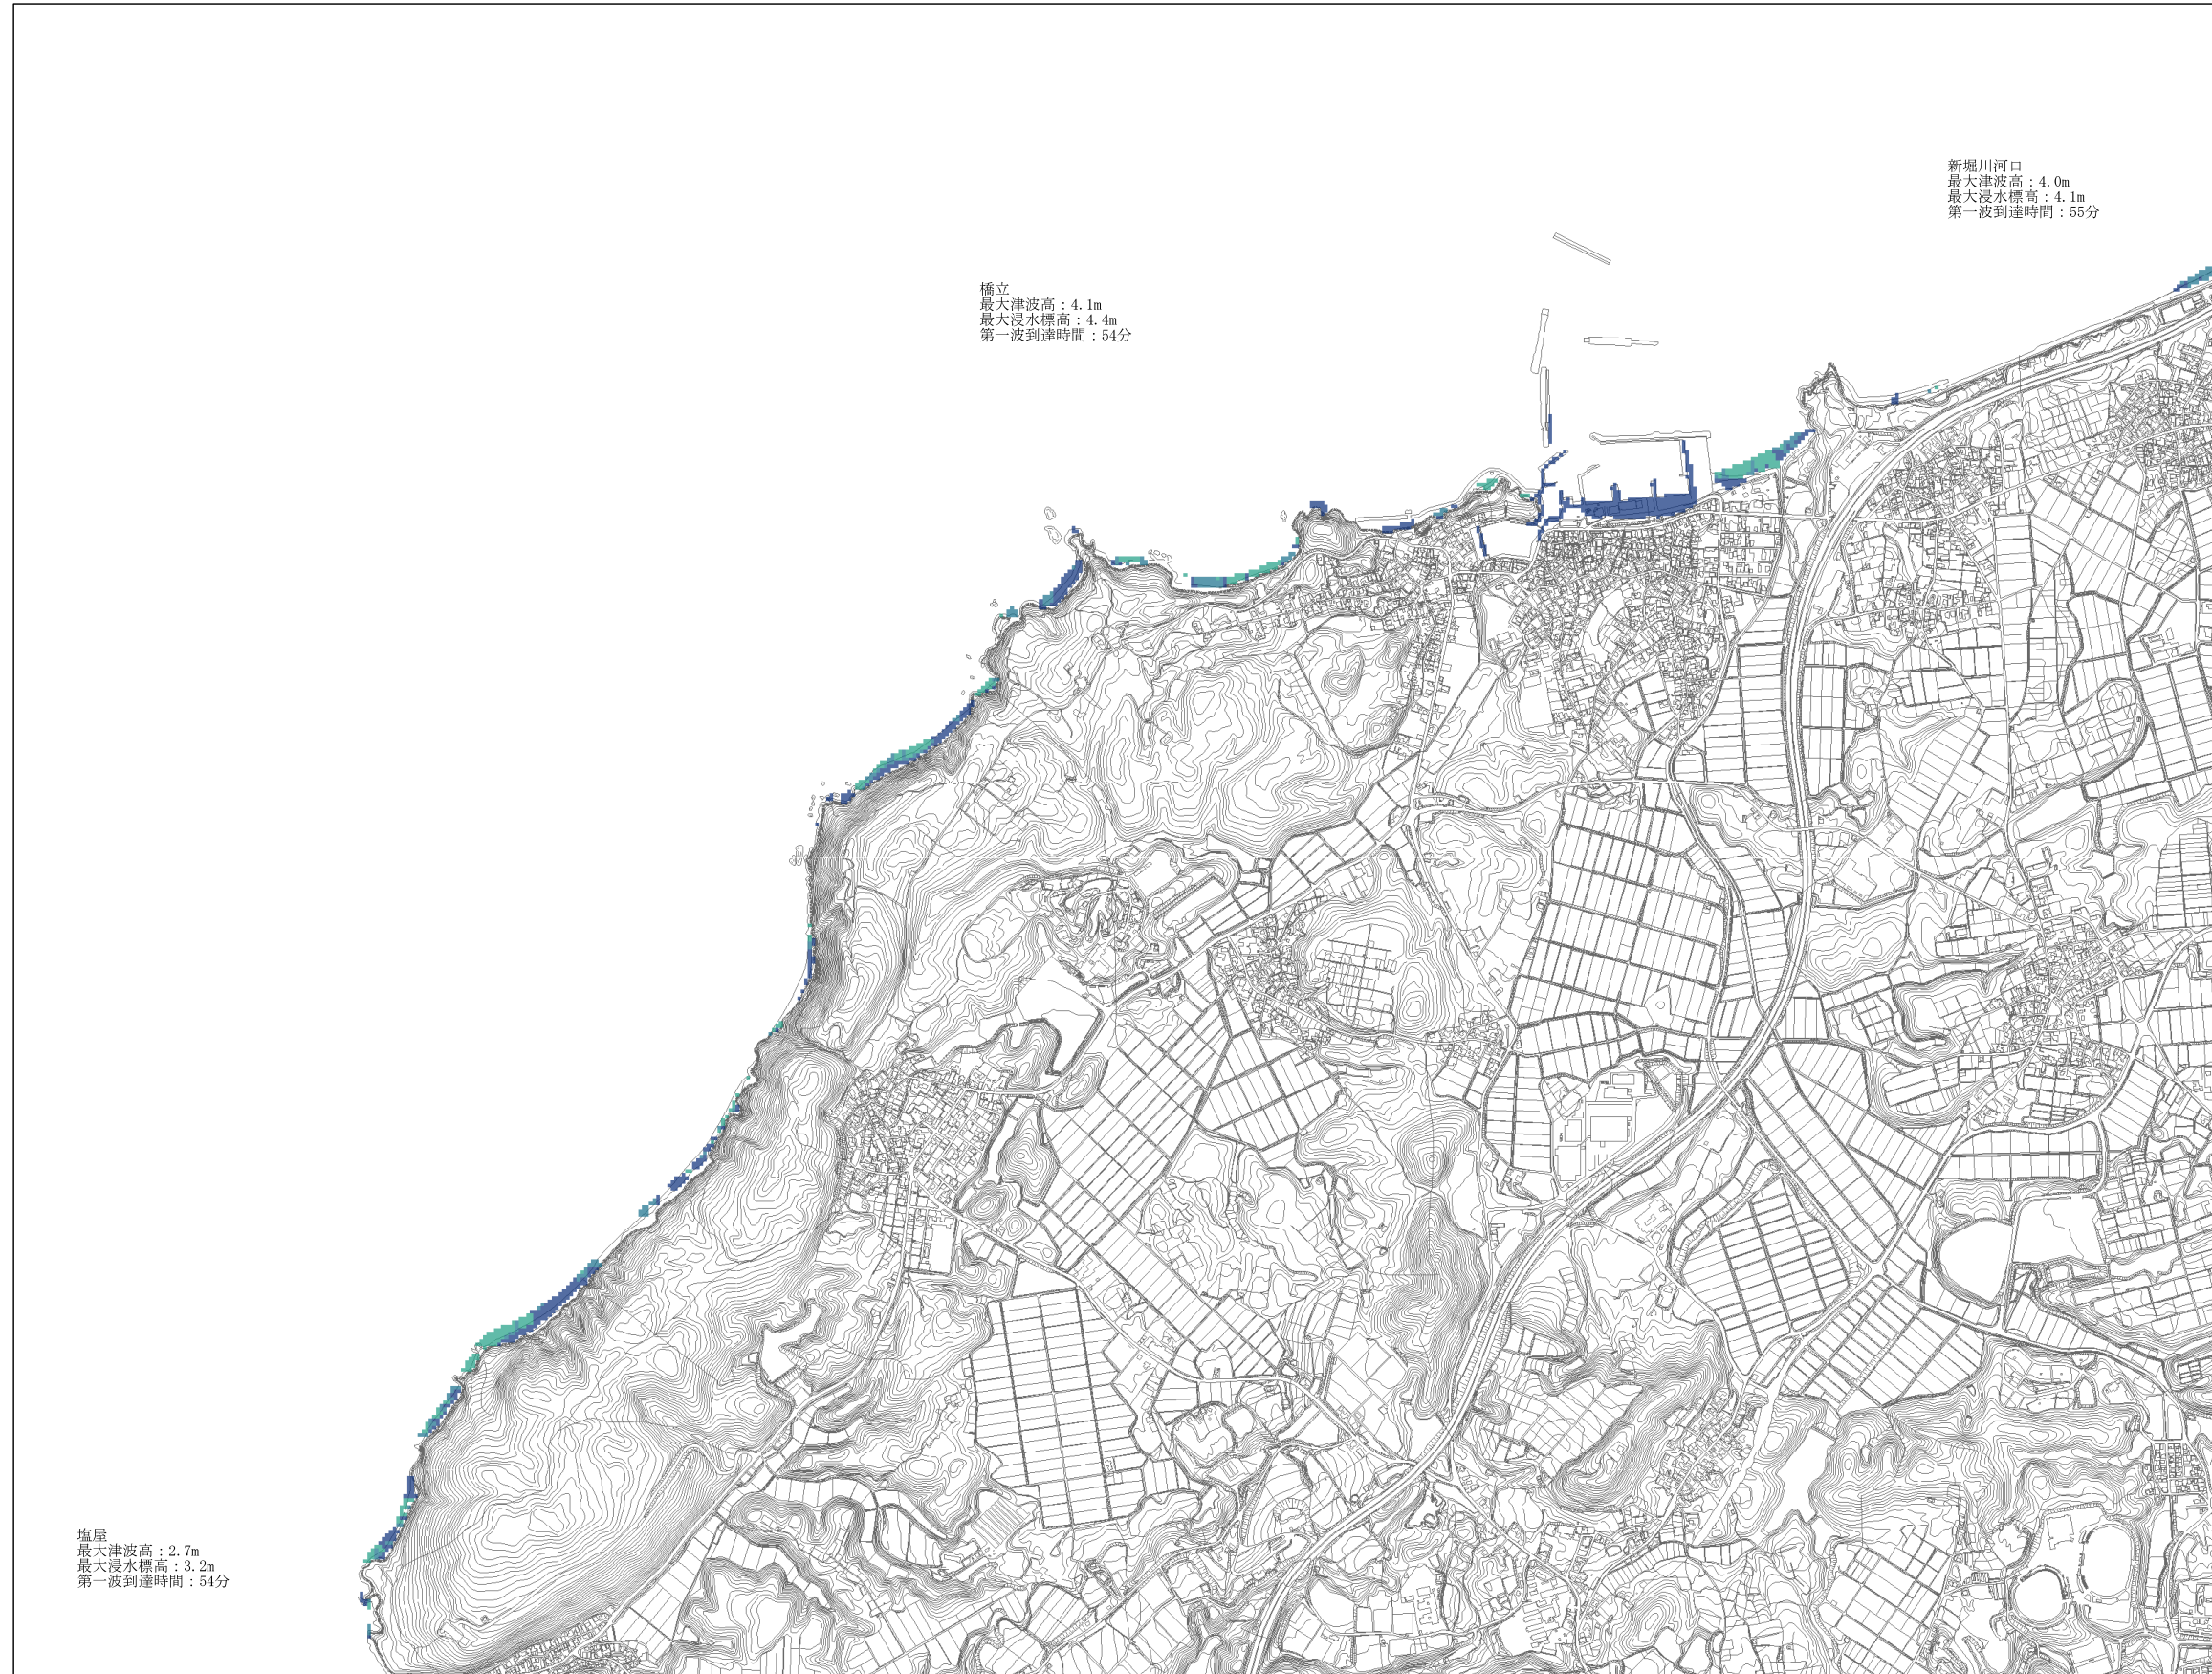 新堀川河口
最大津波高：4.0m
最大浸水標高：4.1m
第一波到達時間：55分
橋立
最大津波高：4.1m
最大浸水標高：4.4m
第一波到達時間：54分
塩屋
最大津波高：2.7m
最大浸水標高：3.2m
第一波到達時間：54分